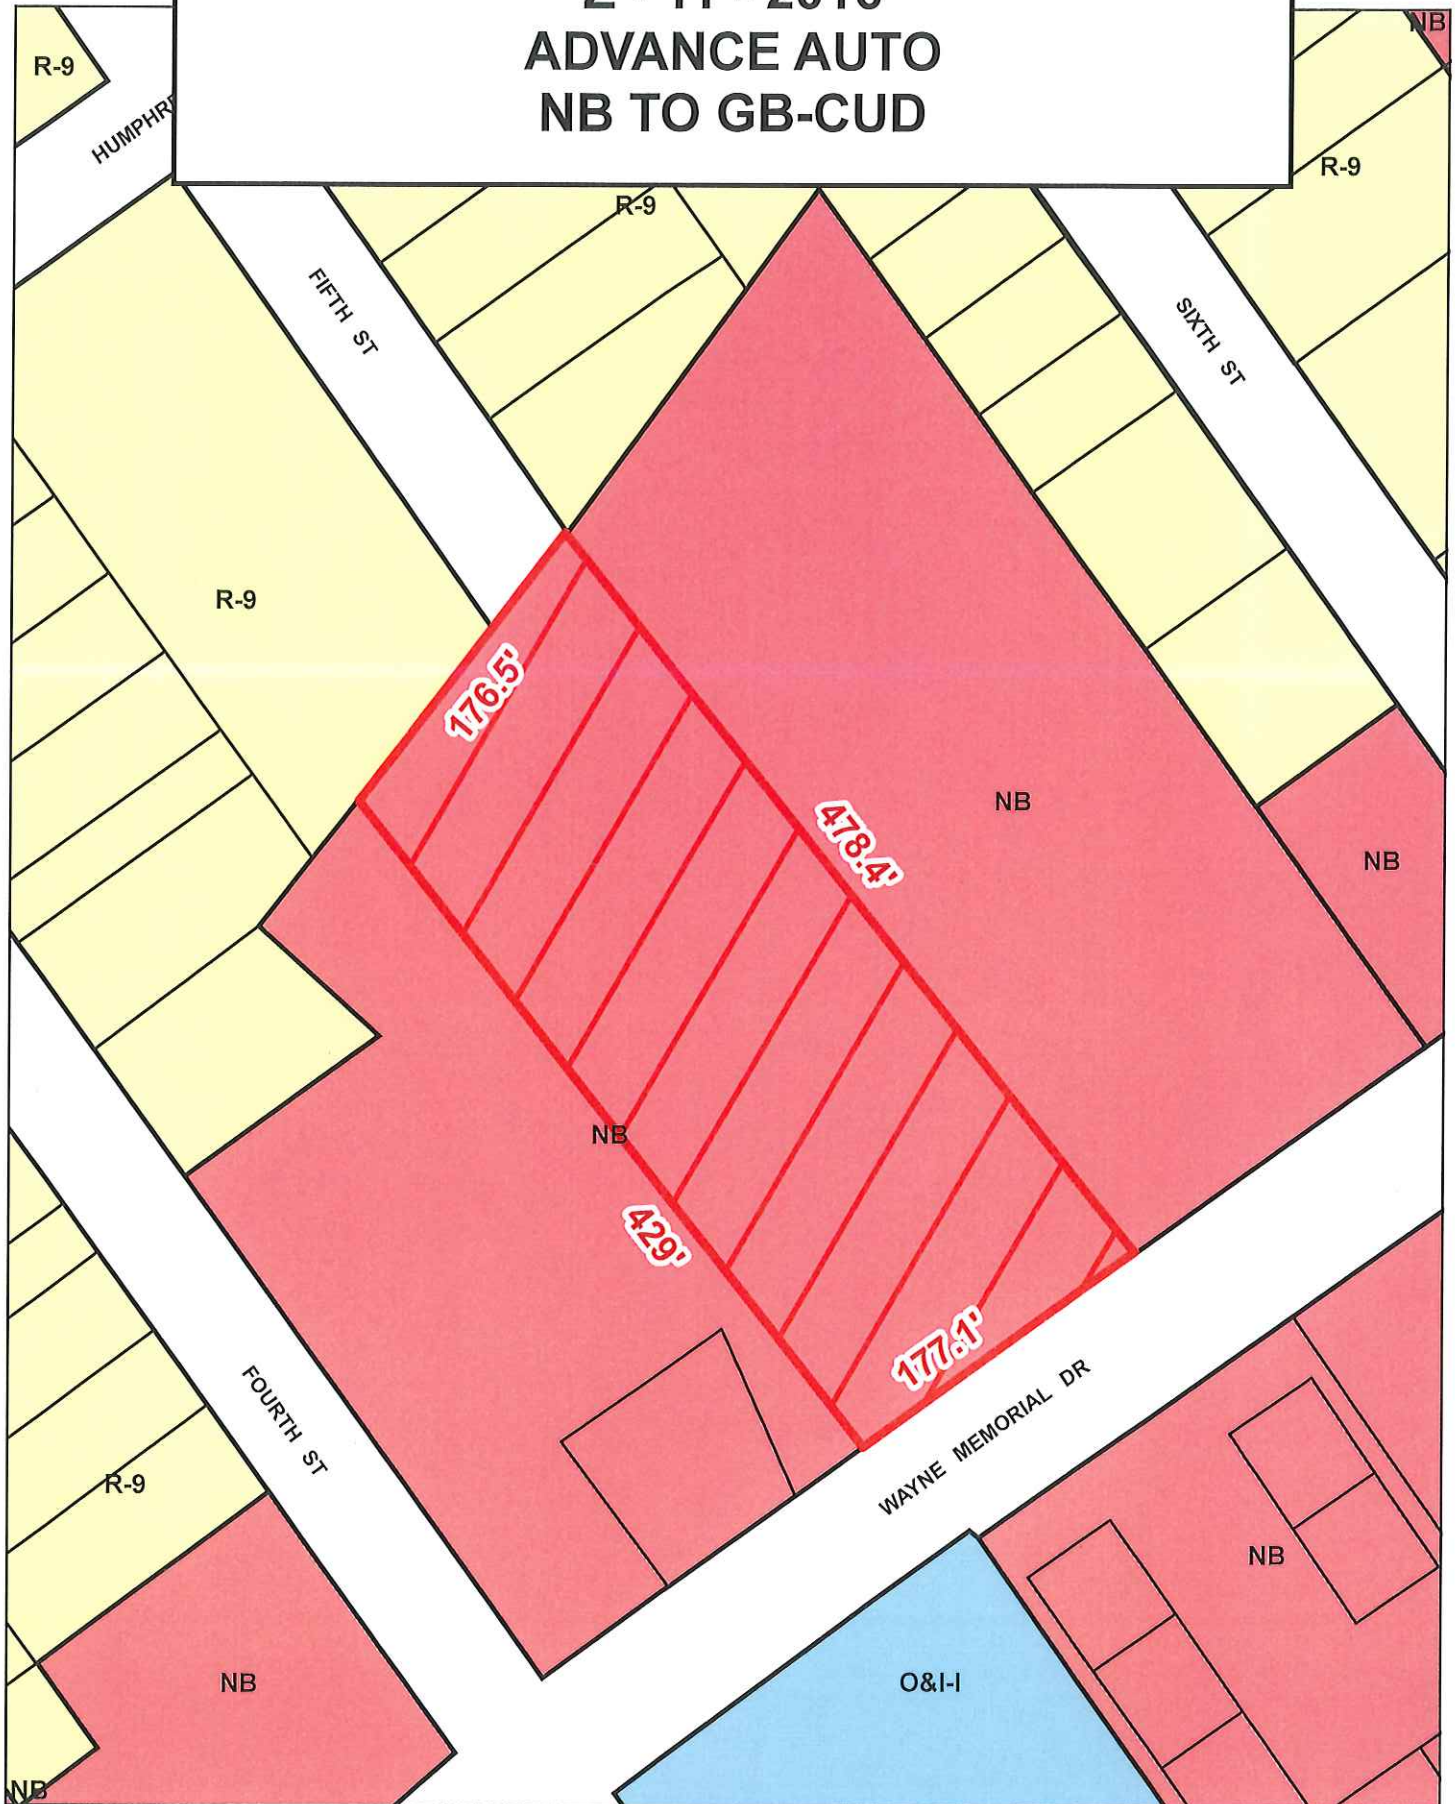 ADVANCE AUTO
NB TO GB-CUD
NB
R-9
R-9
R-9
FIFTH ST
SIXTH ST
R-9
176.5'
478.4'
NB
NB
NB
429'
177.1'
WAYNE MEMORIAL DR
FOURTH ST
R-9
NB
NB
O&I-I
NB